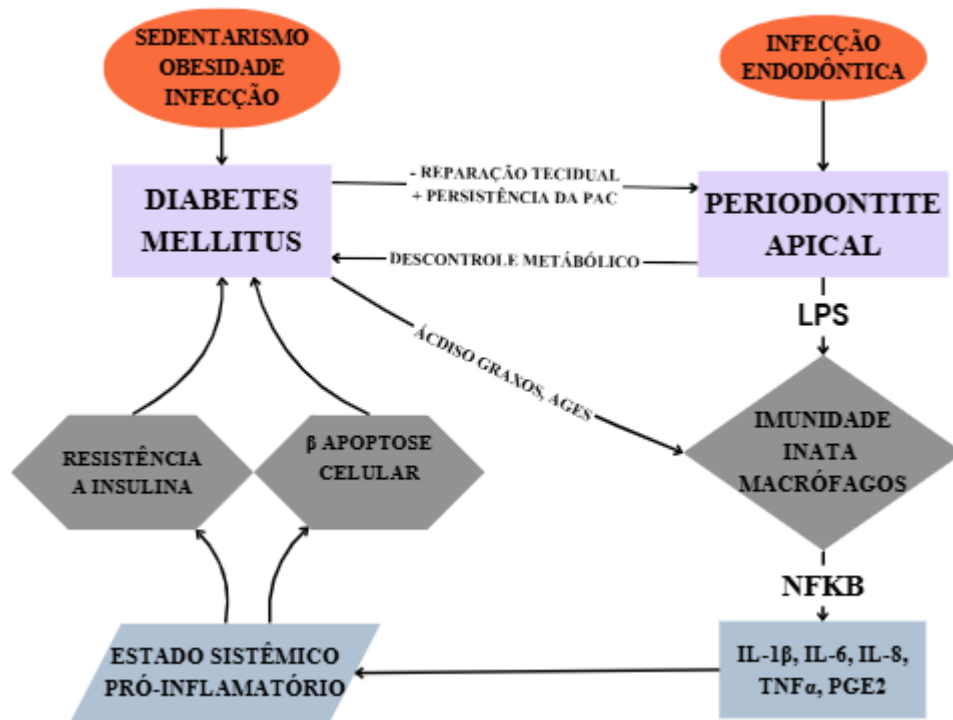 SEDENTARISMO
OBESIDADE
INFECÇÃO
INFECÇÃO
ENDODÔNTICA
DIABETES
MELLITUS
- REPARAÇÃO TECIDUAL
+ PERSISTÊNCIA DA PAC
PERIODONTITE
APICAL
DESCONTROLE METÁBÓLICO
LPS
ÁCDISO GRAXOS, AGES
IMUNIDADE
INATA
MACRÓFAGOS
RESISTÊNCIA
A INSULINA
β APOPTOSE
CELULAR
NFKB
ESTADO SISTÊMICO
PRÓ-INFLAMATÓRIO
IL-1β, IL-6, IL-8,
TNFα, PGE2